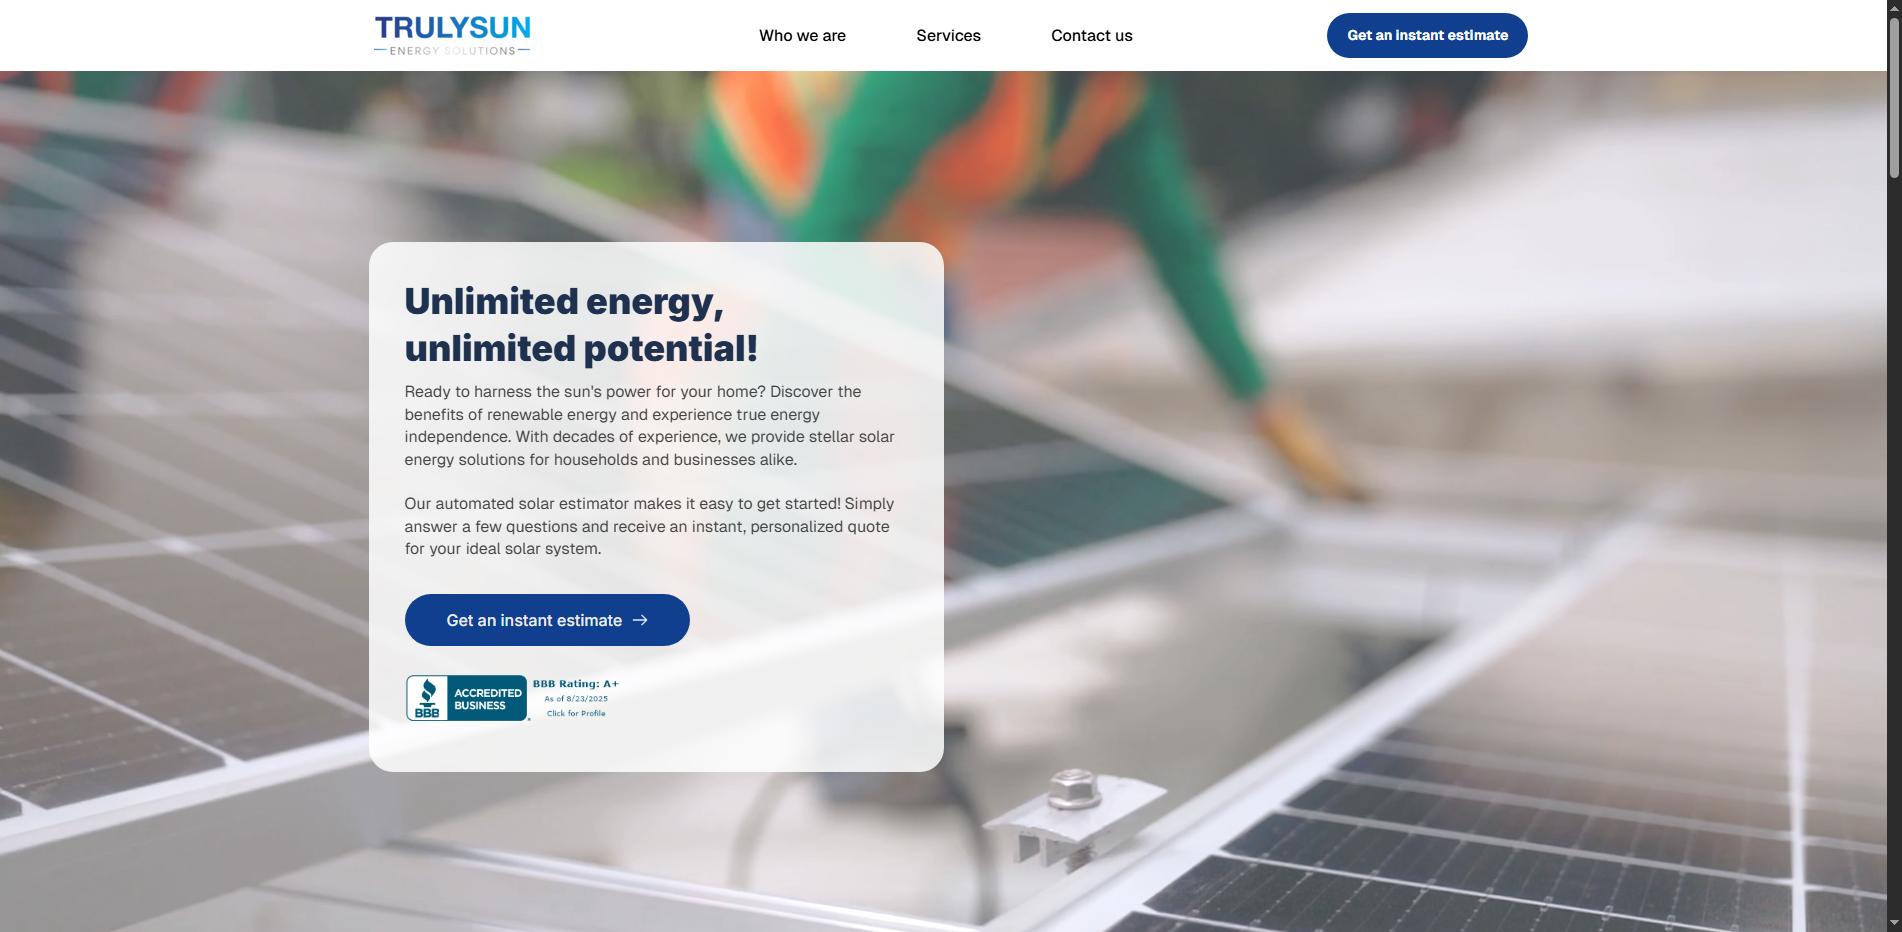 TRULYSUN
ENERGY SOLUTIONS
Who we are
Services
Contact us
Get an instant estimate
Unlimited energy,
unlimited potential!
Ready to harness the sun's power for your home? Discover the
benefits of renewable energy and experience true energy
independence. With decades of experience, we provide stellar solar
energy solutions for households and businesses alike.
Our automated solar estimator makes it easy to get started! Simply
answer a few questions and receive an instant, personalized quote
for your ideal solar system.
Get an instant estimate →
BBB
ACCREDITED
BUSINESS
BBB Rating: A+
As of 8/23/2025
Click for Profile